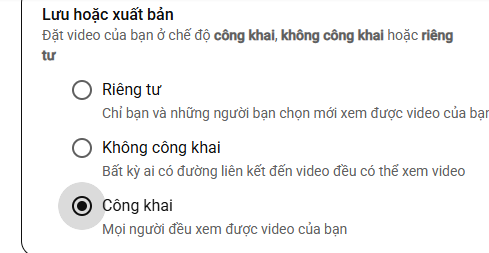 Lưu hoặc xuất bản
Đặt video của bạn ở chế độ công khai, không công khai hoặc riêng
tư
Riêng tư
Chỉ bạn và những người bạn chọn mới xem được video của bạn
Không công khai
Bất kỳ ai có đường liên kết đến video đều có thể xem video
Công khai
Mọi người đều xem được video của bạn